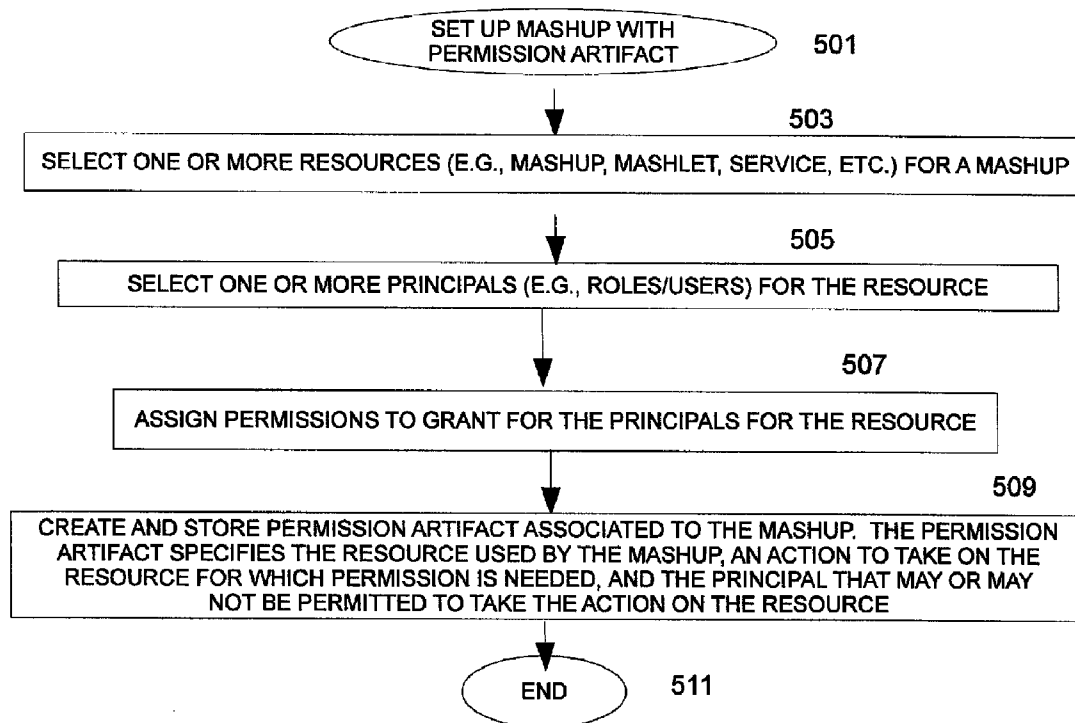 SET UP MASHUP WITH
PERMISSION ARTIFACT
501
503
SELECT ONE OR MORE RESOURCES (E.G., MASHUP, MASHLET, SERVICE, ETC.) FOR A MASHUP
505
SELECT ONE OR MORE PRINCIPALS (E.G., ROLES/USERS) FOR THE RESOURCE
507
ASSIGN PERMISSIONS TO GRANT FOR THE PRINCIPALS FOR THE RESOURCE
509
CREATE AND STORE PERMISSION ARTIFACT ASSOCIATED TO THE MASHUP. THE PERMISSION
ARTIFACT SPECIFIES THE RESOURCE USED BY THE MASHUP, AN ACTION TO TAKE ON THE
RESOURCE FOR WHICH PERMISSION IS NEEDED, AND THE PRINCIPAL THAT MAY OR MAY
NOT BE PERMITTED TO TAKE THE ACTION ON THE RESOURCE
END
511